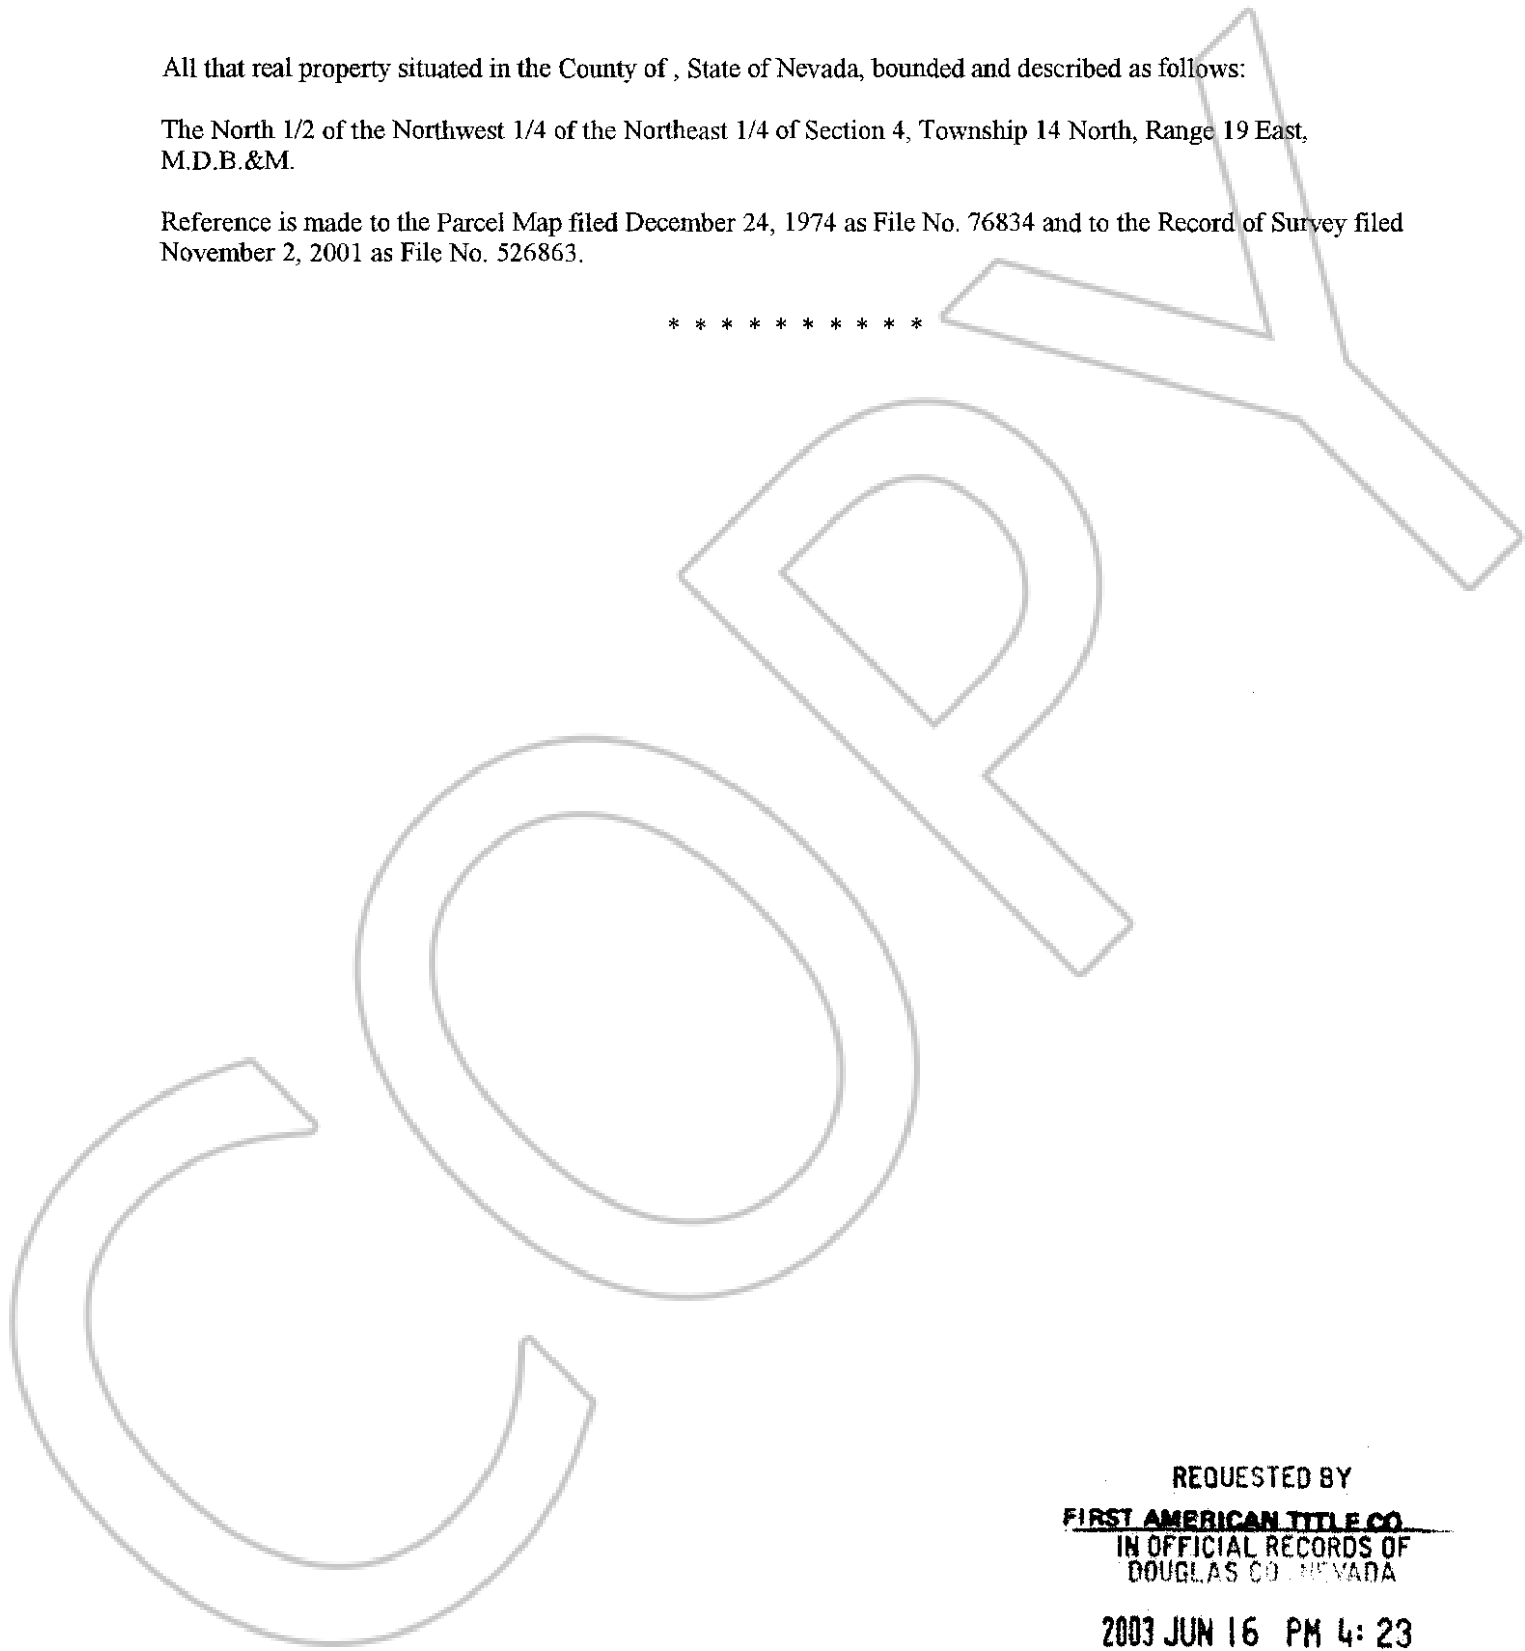 All that real property situated in the County of , State of Nevada, bounded and described as follows:
The North 1/2 of the Northwest 1/4 of the Northeast 1/4 of Section 4, Township 14 North, Range 19 East,
M.D.B.&M.
Reference is made to the Parcel Map filed December 24, 1974 as File No. 76834 and to the Record of Survey filed
November 2, 2001 as File No. 526863.
* * * * * * * * * *
COPY
REQUESTED BY
FIRST AMERICAN TITLE CO.
IN OFFICIAL RECORDS OF
DOUGLAS CO. NEVADA
2003 JUN 16 PM 4: 23